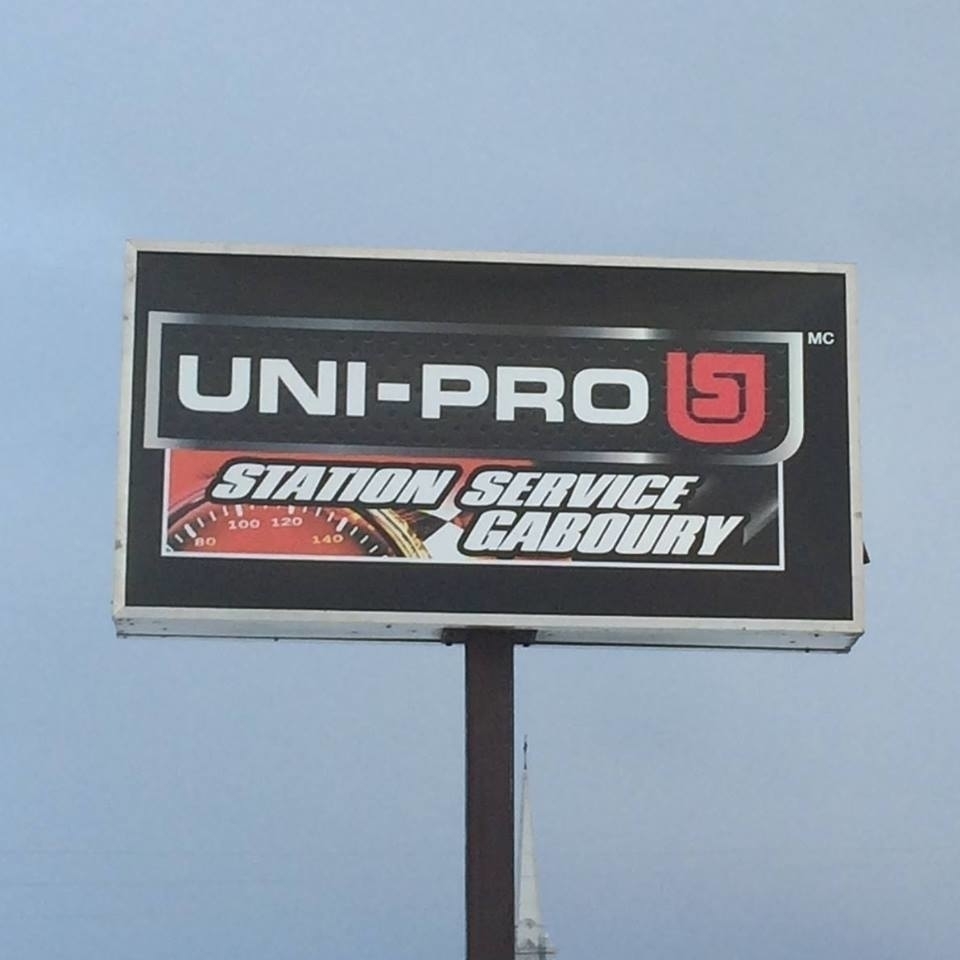 UNI-PRO
MC
STATION SERVICE
GABOURY
80 100 120 140